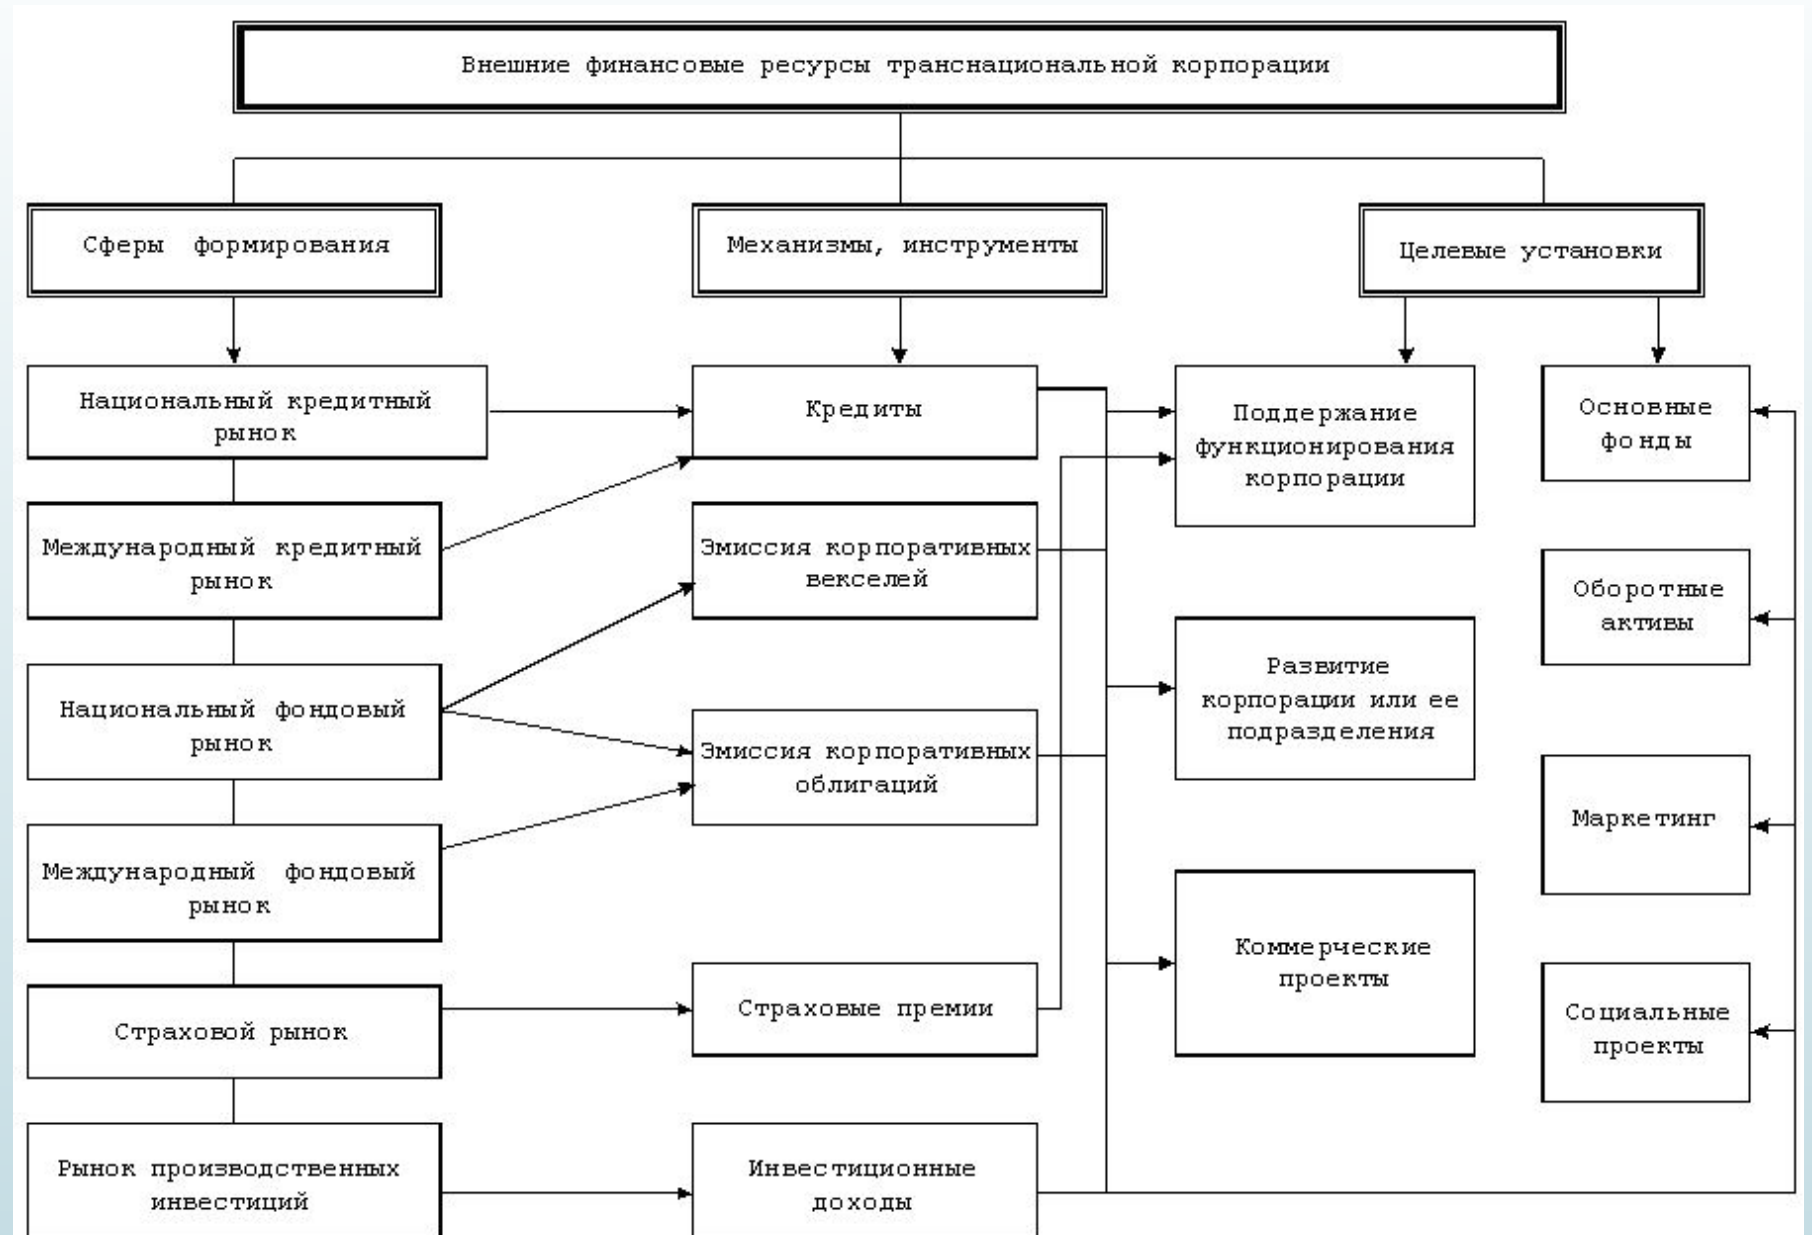 Внешние финансовые ресурсы транснациональной корпорации
Сферы формирования
Механизмы, инструменты
Целевые установки
Национальный кредитный
рынок
Международный кредитный
рынок
Национальный фондовый
рынок
Международный фондовый
рынок
Страховой рынок
Рынок производственных
инвестиций
Кредиты
Эмиссия корпоративных
векселей
Эмиссия корпоративных
облигаций
Страховые премии
Инвестиционные
доходы
Поддержание
функционирования
корпорации
Развитие
корпорации или ее
подразделения
Коммерческие
проекты
Основные
фонды
Оборотные
активы
Маркетинг
Социальные
проекты